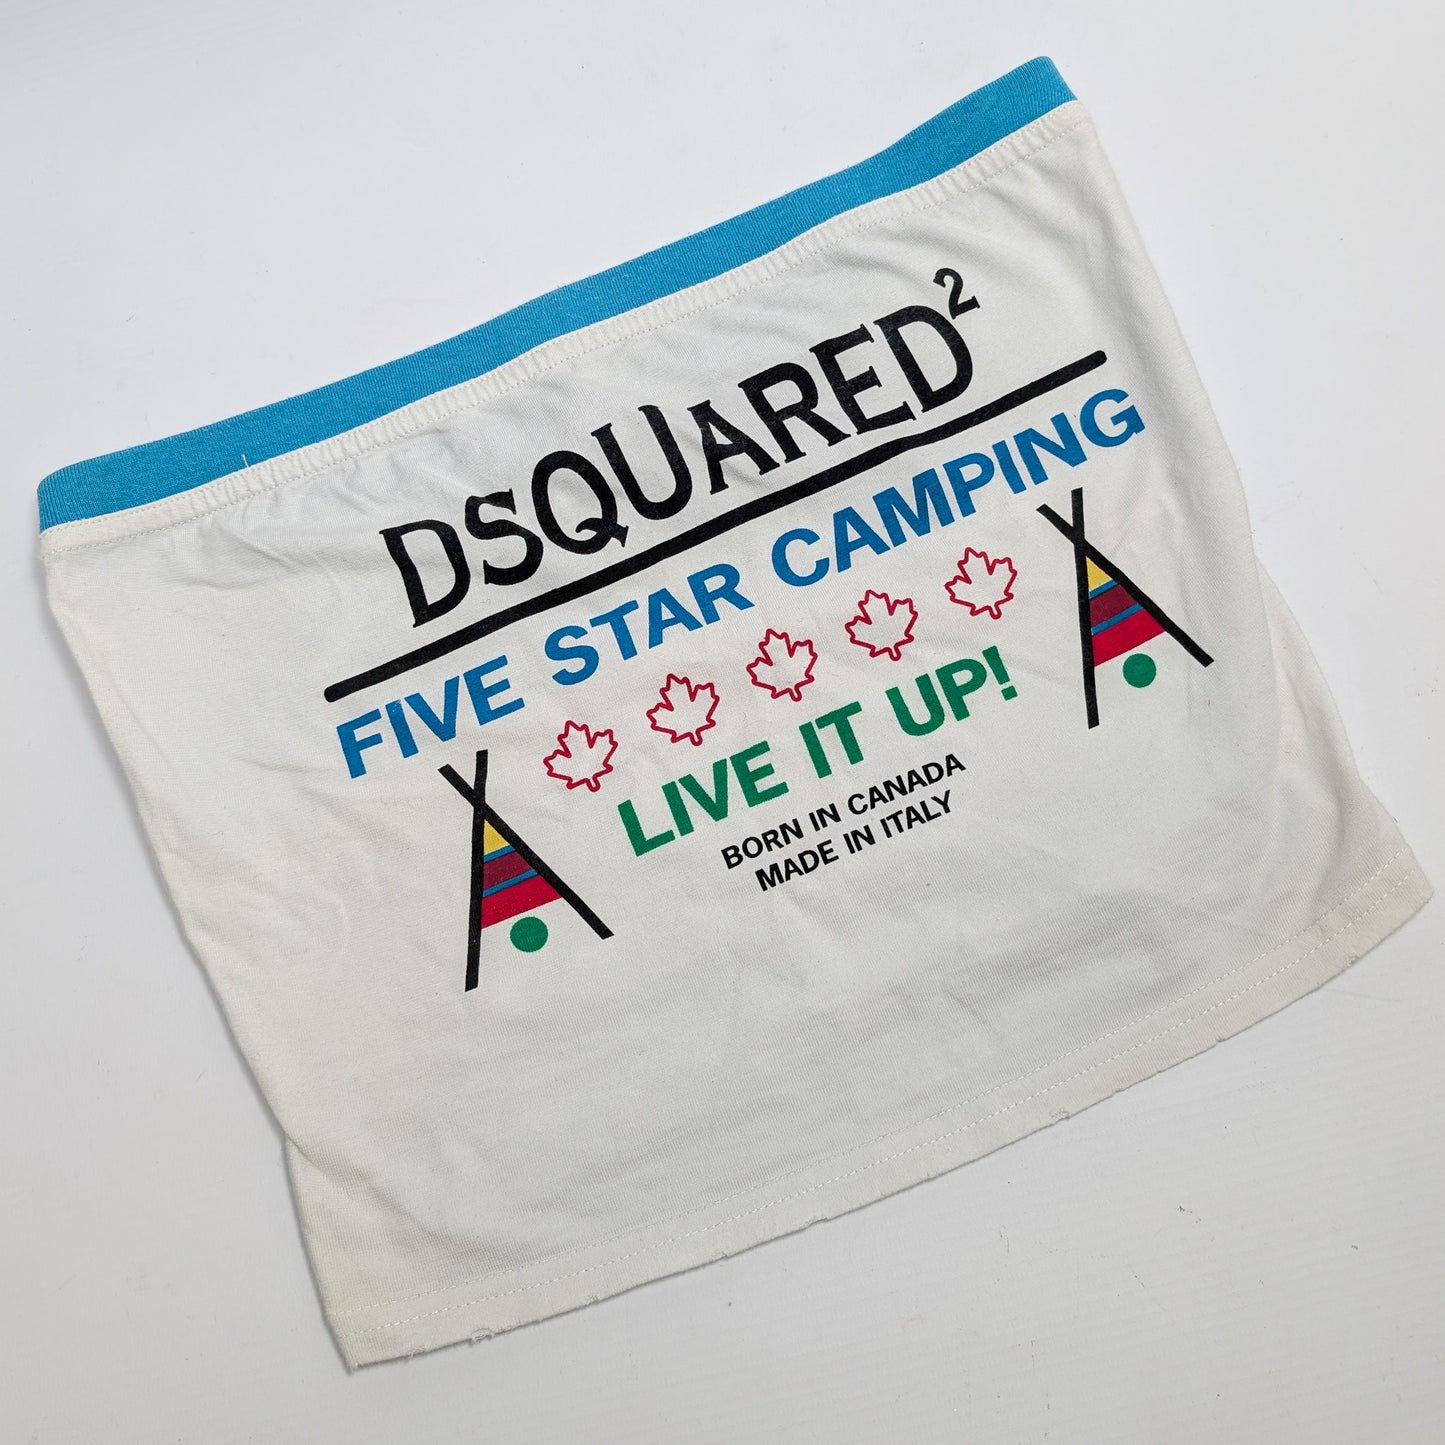 DSQUARED²
FIVE STAR CAMPING
LIVE IT UP!
BORN IN CANADA
MADE IN ITALY